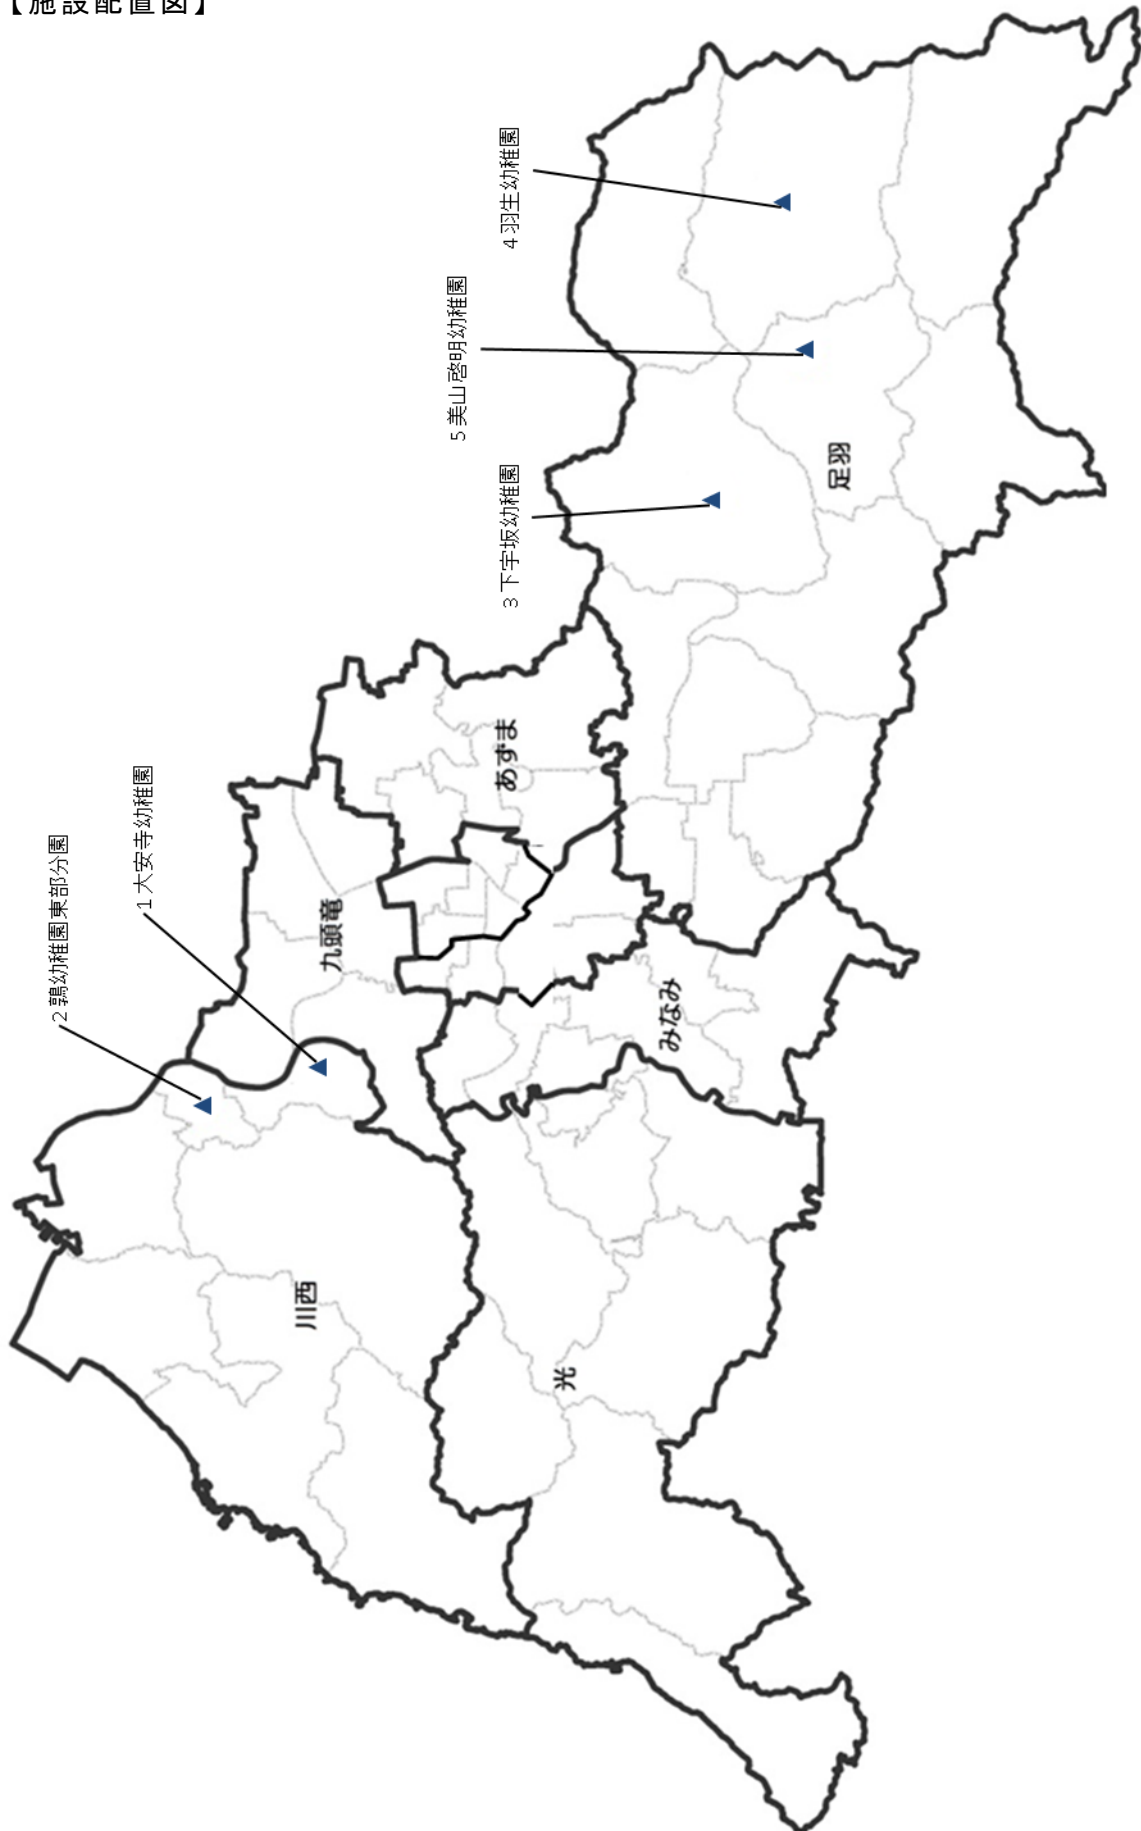 【施設配置図】
2鶉幼稚園東部分園
1大安寺幼稚園
3下宇坂幼稚園
5美山啓明幼稚園
4羽生幼稚園
川西
九頭竜
あずま
光
みなみ
足羽